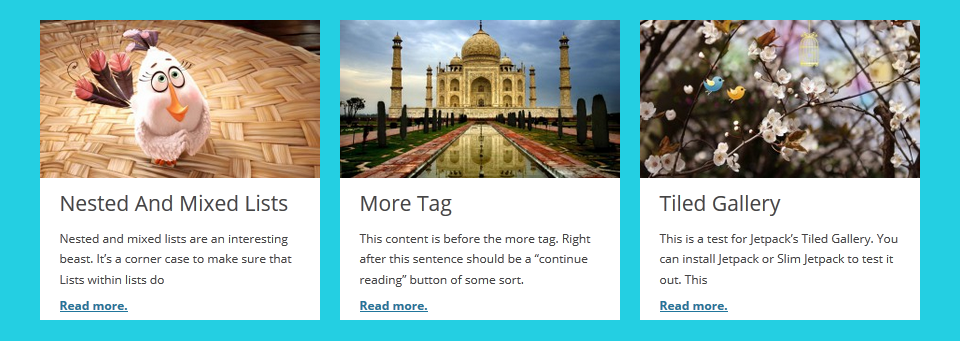 Nested And Mixed Lists
Nested and mixed lists are an interesting
beast. It’s a corner case to make sure that
Lists within lists do
Read more.
More Tag
This content is before the more tag. Right
after this sentence should be a “continue
reading” button of some sort.
Read more.
Tiled Gallery
This is a test for Jetpack’s Tiled Gallery. You
can install Jetpack or Slim Jetpack to test it
out. This
Read more.